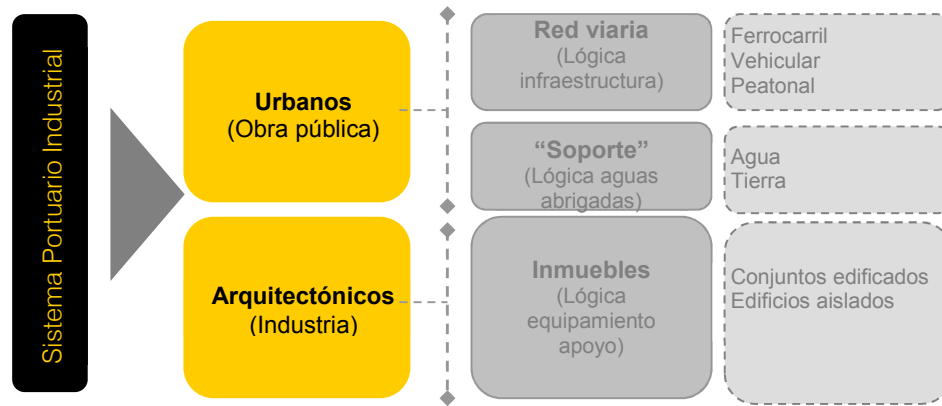 Sistema Portuario Industrial
Urbanos
(Obra pública)
Arquitectónicos
(Industria)
Red viaria
(Lógica
infraestructura)
“Soporte”
(Lógica aguas
abrigadas)
Inmuebles
(Lógica
equipamiento
apoyo)
Ferrocarril
Vehicular
Peatonal
Agua
Tierra
Conjuntos edificados
Edificios aislados